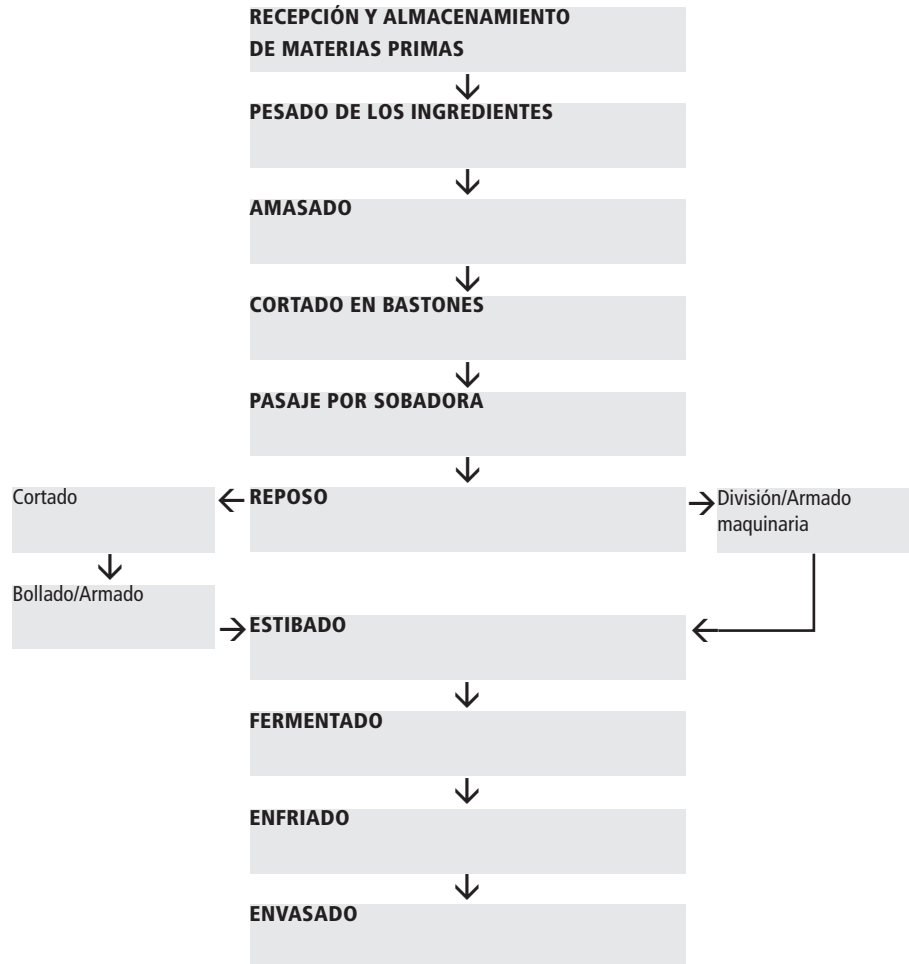 RECEPCIÓN Y ALMACENAMIENTO
DE MATERIAS PRIMAS
PESADO DE LOS INGREDIENTES
AMASADO
CORTADO EN BASTONES
PASAJE POR SOBADORA
Cortado
REPOSO
División/Armado
maquinaria
Bollado/Armado
ESTIBADO
FERMENTADO
ENFRIADO
ENVASADO